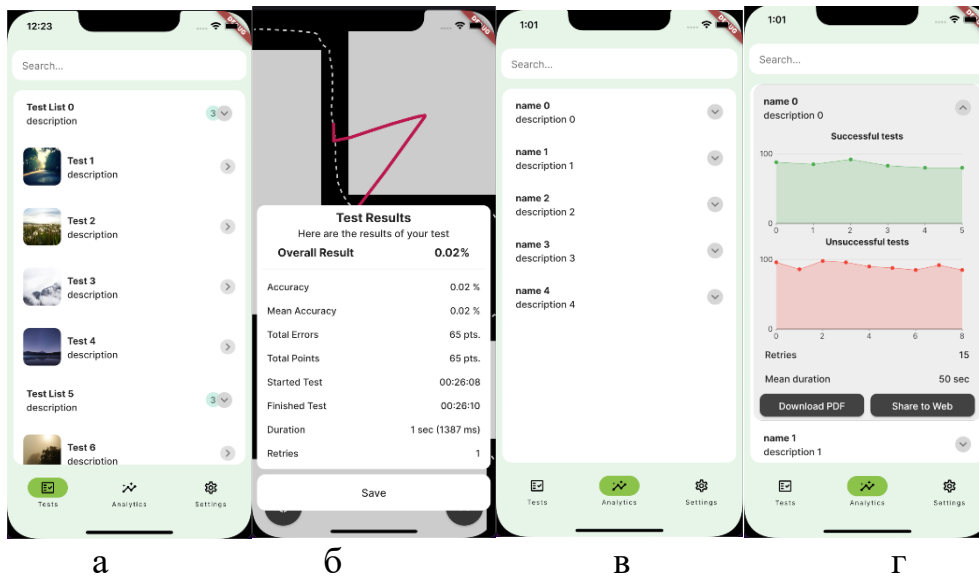 12:23
DEBUG
Search...
Test List 0
description
3
Test 1
description
Test 2
description
Test 3
description
Test 4
description
Test List 5
description
3
Test 6
description
Tests
Analytics
Settings
а
Test Results
Here are the results of your test
Overall Result 0.02%
Accuracy 0.02 %
Mean Accuracy 0.02 %
Total Errors 65 pts.
Total Points 65 pts.
Started Test 00:26:08
Finished Test 00:26:10
Duration 1 sec (1387 ms)
Retries 1
Save
б
1:01
Search...
name 0
description 0
name 1
description 1
name 2
description 2
name 3
description 3
name 4
description 4
Tests
Analytics
Settings
в
1:01
Search...
name 0
description 0
Successful tests
100
0
0 1 2 3 4 5
Unsuccessful tests
100
0
0 2 4 6 8
Retries 15
Mean duration 50 sec
Download PDF
Share to Web
name 1
description 1
Tests
Analytics
Settings
г